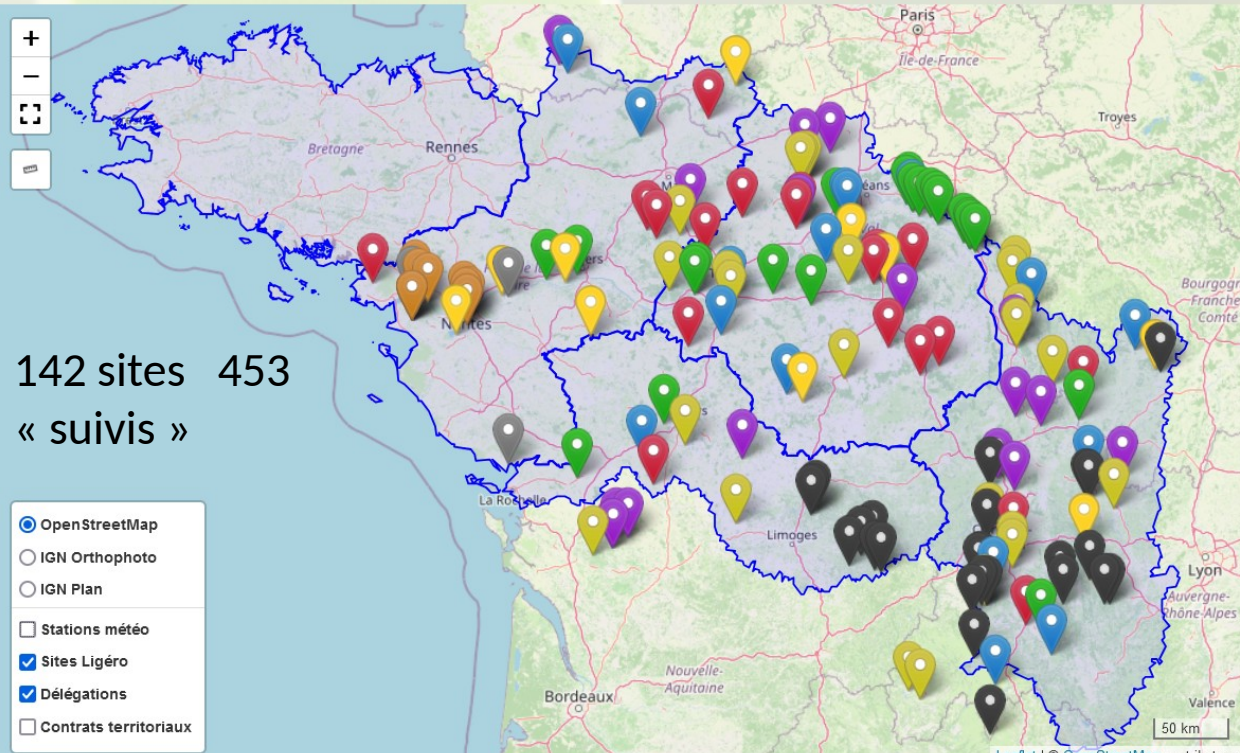 +
−
Paris
Île-de-France
Troyes
Bretagne
Rennes
Bourgogne
Franche
Comté
Nantes
142 sites 453
« suivis »
La Rochelle
Limoges
Lyon
Auvergne-
Rhône-Alpes
OpenStreetMap
IGN Orthophoto
IGN Plan
Stations météo
Sites Ligéro
Délégations
Contrats territoriaux
Nouvelle-
Aquitaine
Bordeaux
Valence
50 km